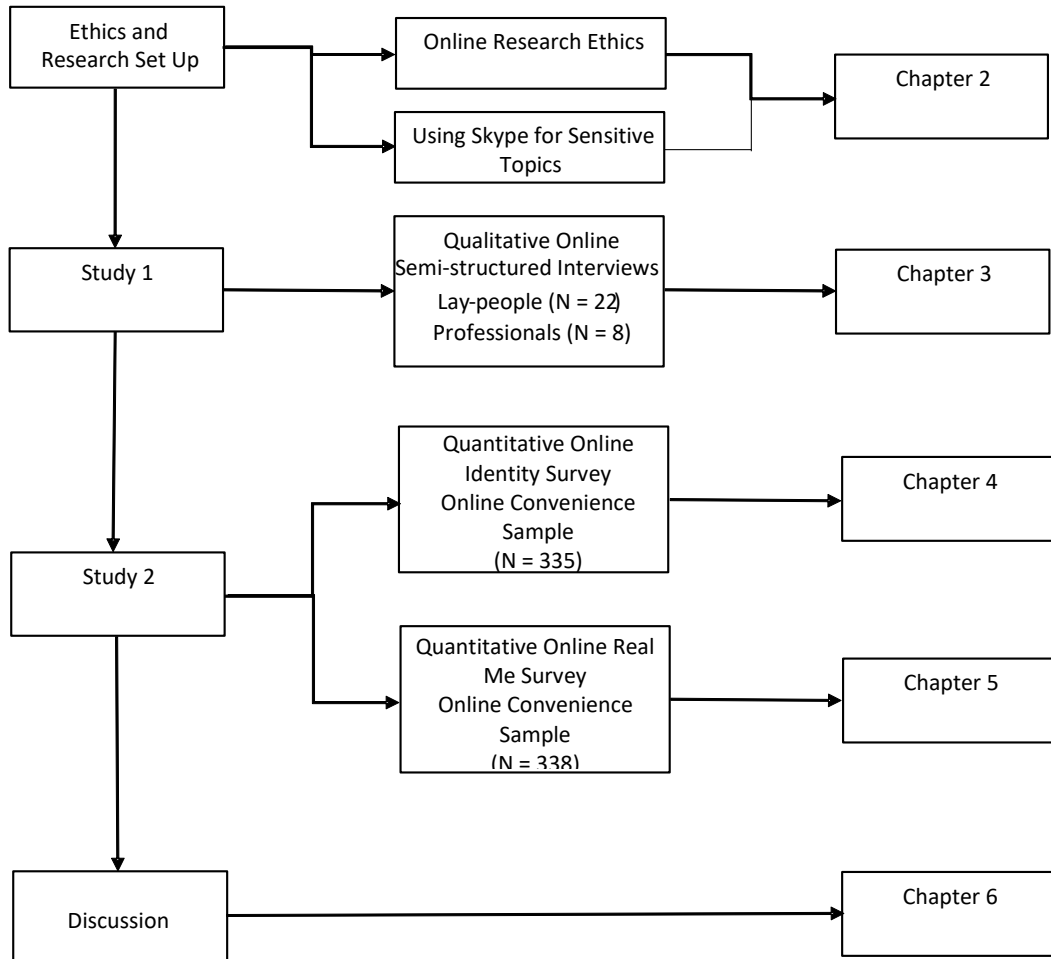 Ethics and
Research Set Up
Online Research Ethics
Chapter 2
Using Skype for Sensitive
Topics
Study 1
Qualitative Online
Semi-structured Interviews
Lay-people (N = 22)
Professionals (N = 8)
Chapter 3
Quantitative Online
Identity Survey
Online Convenience
Sample
(N = 335)
Chapter 4
Study 2
Quantitative Online Real
Me Survey
Online Convenience
Sample
(N = 338)
Chapter 5
Discussion
Chapter 6